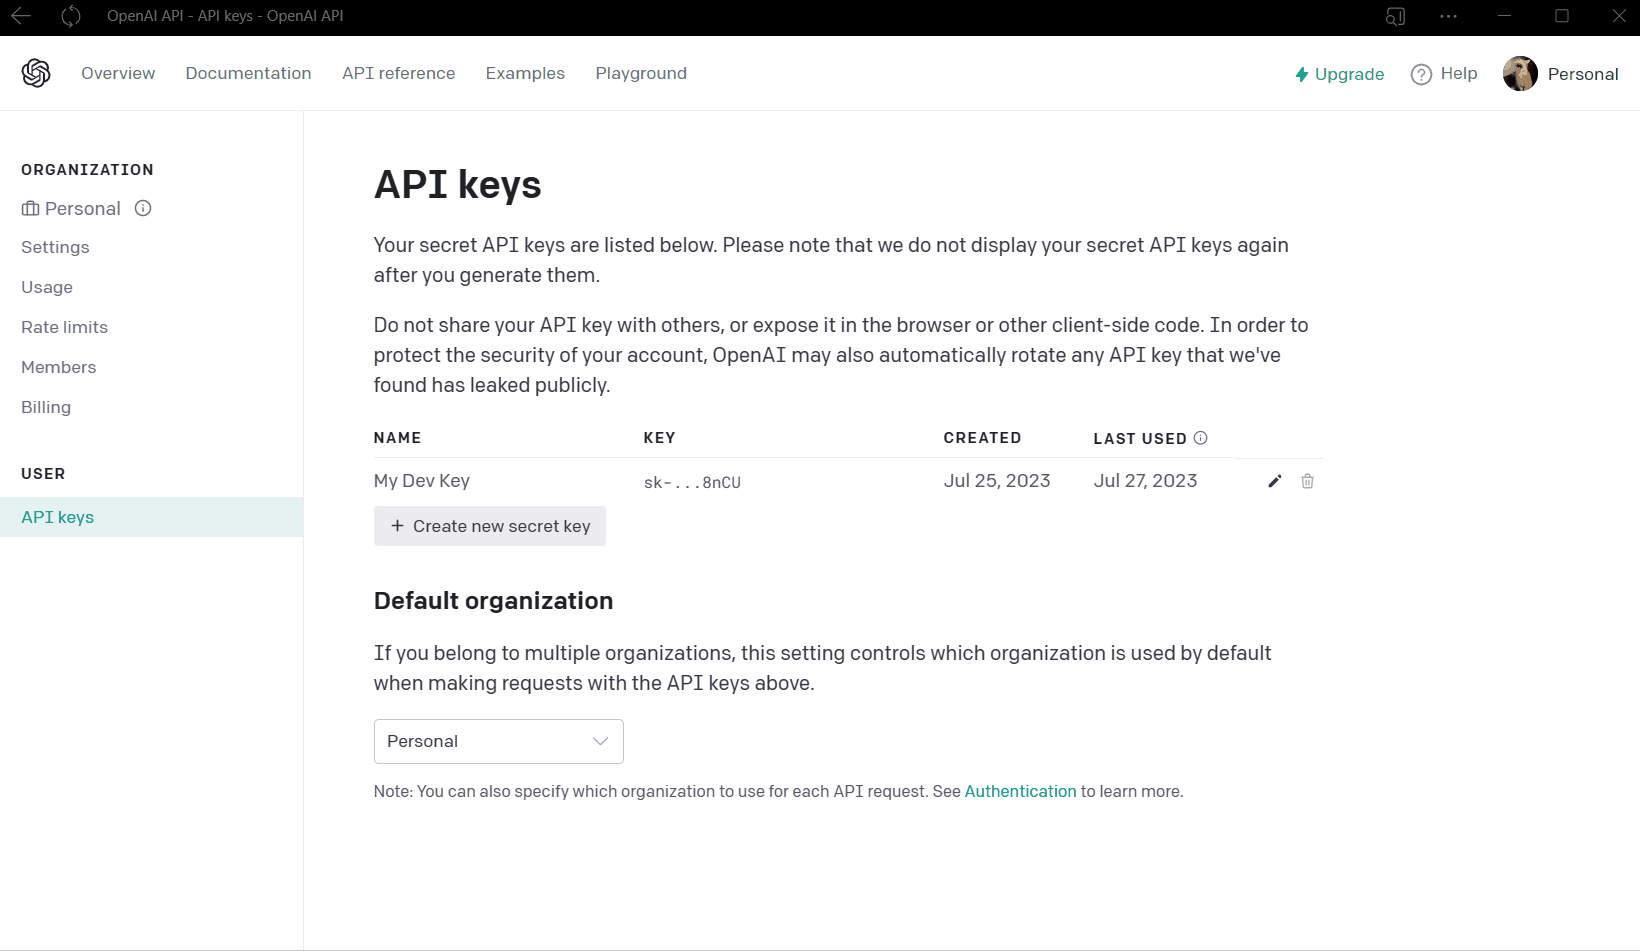 OpenAI API - API keys - OpenAI API
Overview Documentation API reference Examples Playground
Upgrade Help Personal
ORGANIZATION
Personal
Settings
Usage
Rate limits
Members
Billing
USER
API keys
API keys
Your secret API keys are listed below. Please note that we do not display your secret API keys again
after you generate them.
Do not share your API key with others, or expose it in the browser or other client-side code. In order to
protect the security of your account, OpenAI may also automatically rotate any API key that we've
found has leaked publicly.
NAME KEY CREATED LAST USED
My Dev Key sk-...8nCU Jul 25, 2023 Jul 27, 2023
+ Create new secret key
Default organization
If you belong to multiple organizations, this setting controls which organization is used by default
when making requests with the API keys above.
Personal
Note: You can also specify which organization to use for each API request. See Authentication to learn more.